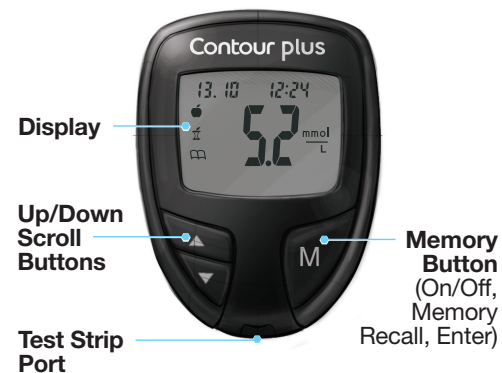 Contour plus
13.10 12:24
5.2 mmol
L
Display
Up/Down
Scroll
Buttons
M
Memory
Button
(On/Off,
Memory
Recall, Enter)
Test Strip
Port